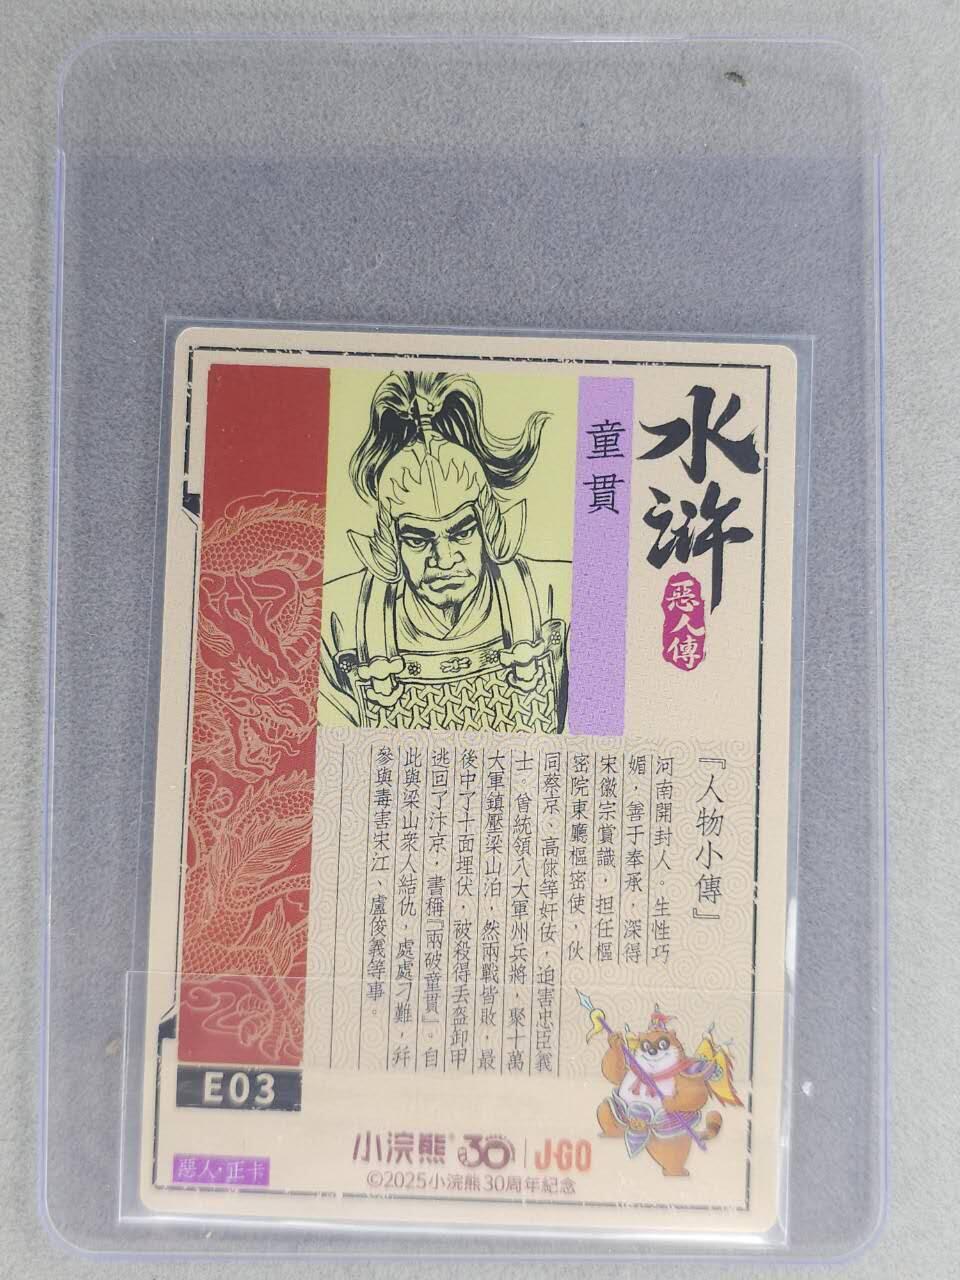 水滸
惡人傳
童貫
『人物小傳』
河南開封人。生性巧
媚，善于奉承，深得
宋徽宗賞識，担任樞
密院東廳樞密使，伙
同蔡京、高俅等奸佞，迫害忠臣義
士。曾統領八大軍州兵將，聚十萬
大軍鎮壓梁山泊，然兩戰皆敗，最
後中了十面埋伏，被殺得丢盔卸甲
逃回了汴京，書稱『兩破童貫』。自
此與梁山衆人結仇，處處刁難，并
參與毒害宋江、盧俊義等事。
E03
惡人·正卡
小浣熊® 30 J·GO
©2025小浣熊30周年紀念